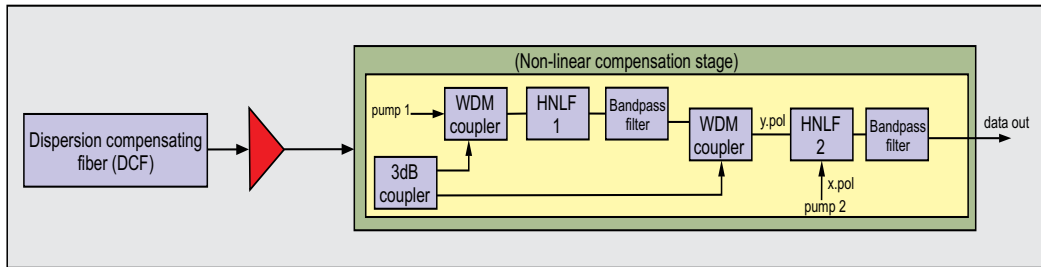 (Non-linear compensation stage)
Dispersion compensating
fiber (DCF)
pump 1
WDM
coupler
HNLF
1
Bandpass
filter
3dB
coupler
WDM
coupler
y.pol
HNLF
2
x.pol
pump 2
Bandpass
filter
data out